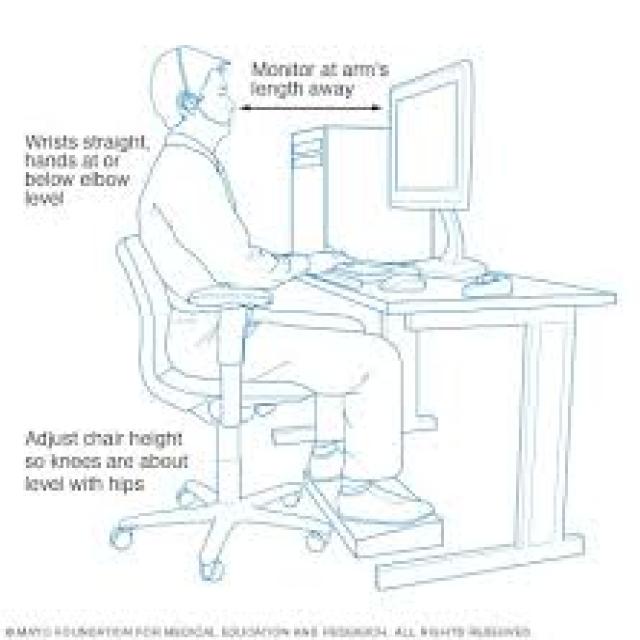 Monitor at arm's
length away
Wrists straight,
hands at or
below elbow
level
Adjust chair height
so knees are about
level with hips
© MAYO FOUNDATION FOR MEDICAL EDUCATION AND RESEARCH. ALL RIGHTS RESERVED.